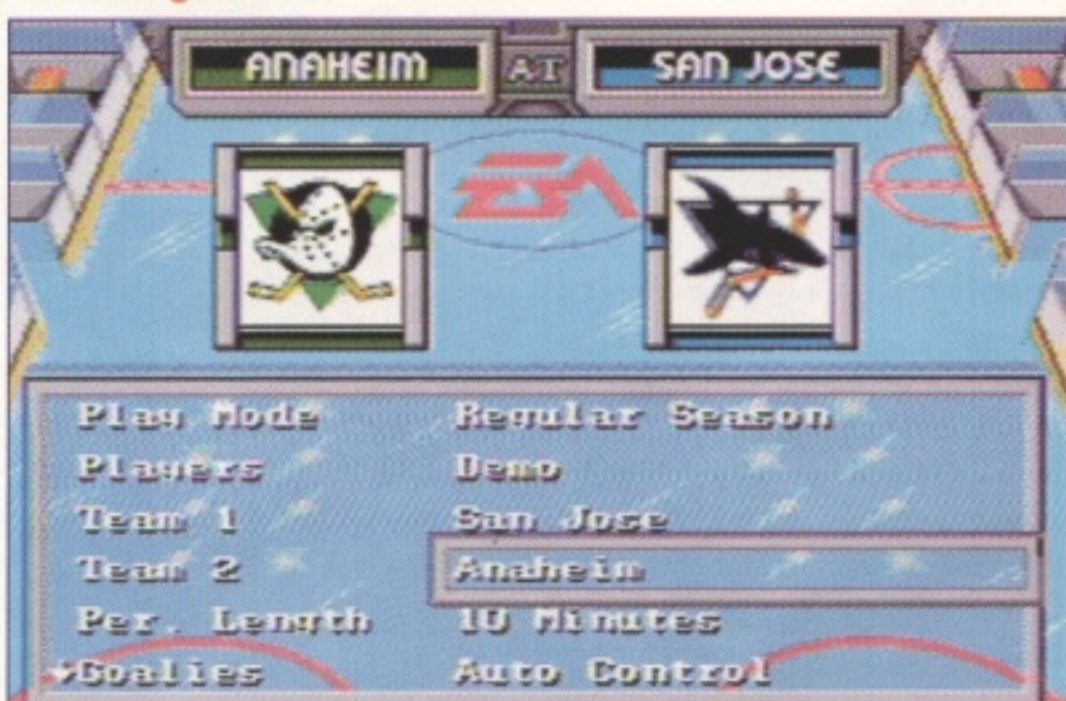 ANAHEIM AT SAN JOSE
EA
Play Mode Regular Season
Players Demo
Team 1 San Jose
Team 2 Anaheim
Per. Length 10 Minutes
Goalies Auto Control